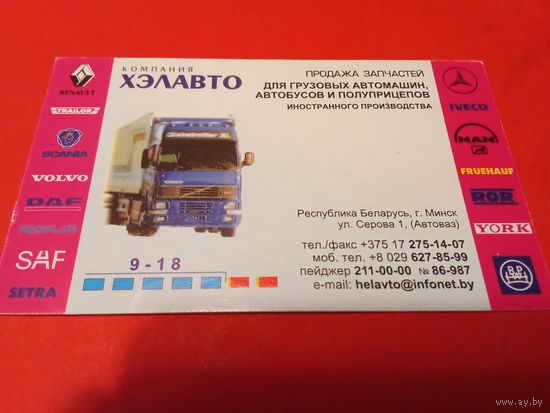 КОМПАНИЯ
ХЭЛАВТО
ПРОДАЖА ЗАПЧАСТЕЙ
ДЛЯ ГРУЗОВЫХ АВТОМАШИН,
АВТОБУСОВ И ПОЛУПРИЦЕПОВ
ИНОСТРАННОГО ПРОИЗВОДСТВА
RENAULT
TRAILOR
SCANIA
VOLVO
DAF
NEOPLAN
SAF
SETRA
IVECO
MAN
FRUEHAUF
ROR
YORK
BPW
Globetrotter XL
Республика Беларусь, г. Минск
ул. Серова 1, (Автоваз)
тел./факс +375 17 275-14-07
моб. тел. +8 029 627-85-99
пейджер 211-00-00 № 86-987
e-mail: helavto@infonet.by
9-18
www.ay.by